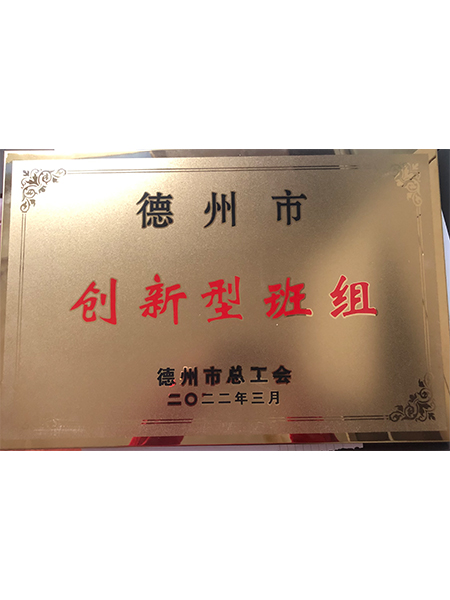 德州市
创新型班组
德州市总工会
二〇二二年三月